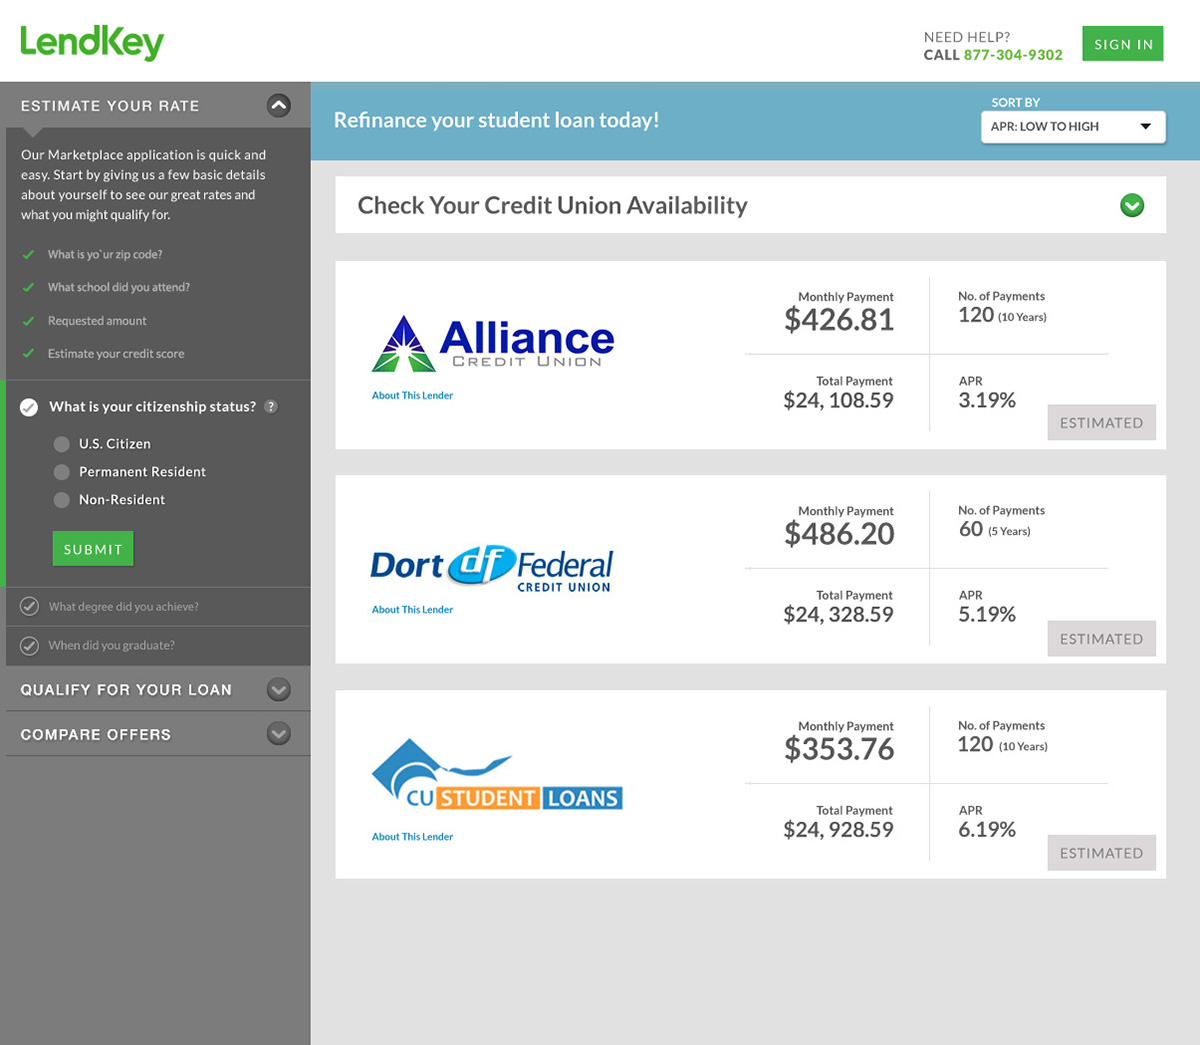 LendKey
NEED HELP?
CALL 877-304-9302
SIGN IN
ESTIMATE YOUR RATE
Our Marketplace application is quick and
easy. Start by giving us a few basic details
about yourself to see our great rates and
what you might qualify for.
What is yo`ur zip code?
What school did you attend?
Requested amount
Estimate your credit score
What is your citizenship status? ?
U.S. Citizen
Permanent Resident
Non-Resident
SUBMIT
What degree did you achieve?
When did you graduate?
QUALIFY FOR YOUR LOAN
COMPARE OFFERS
Refinance your student loan today!
SORT BY
APR: LOW TO HIGH
Check Your Credit Union Availability
Alliance
CREDIT UNION
About This Lender
Monthly Payment
$426.81
No. of Payments
120 (10 Years)
Total Payment
$24, 108.59
APR
3.19%
ESTIMATED
Dort df Federal
CREDIT UNION
About This Lender
Monthly Payment
$486.20
No. of Payments
60 (5 Years)
Total Payment
$24, 328.59
APR
5.19%
ESTIMATED
CU STUDENT LOANS
About This Lender
Monthly Payment
$353.76
No. of Payments
120 (10 Years)
Total Payment
$24, 928.59
APR
6.19%
ESTIMATED